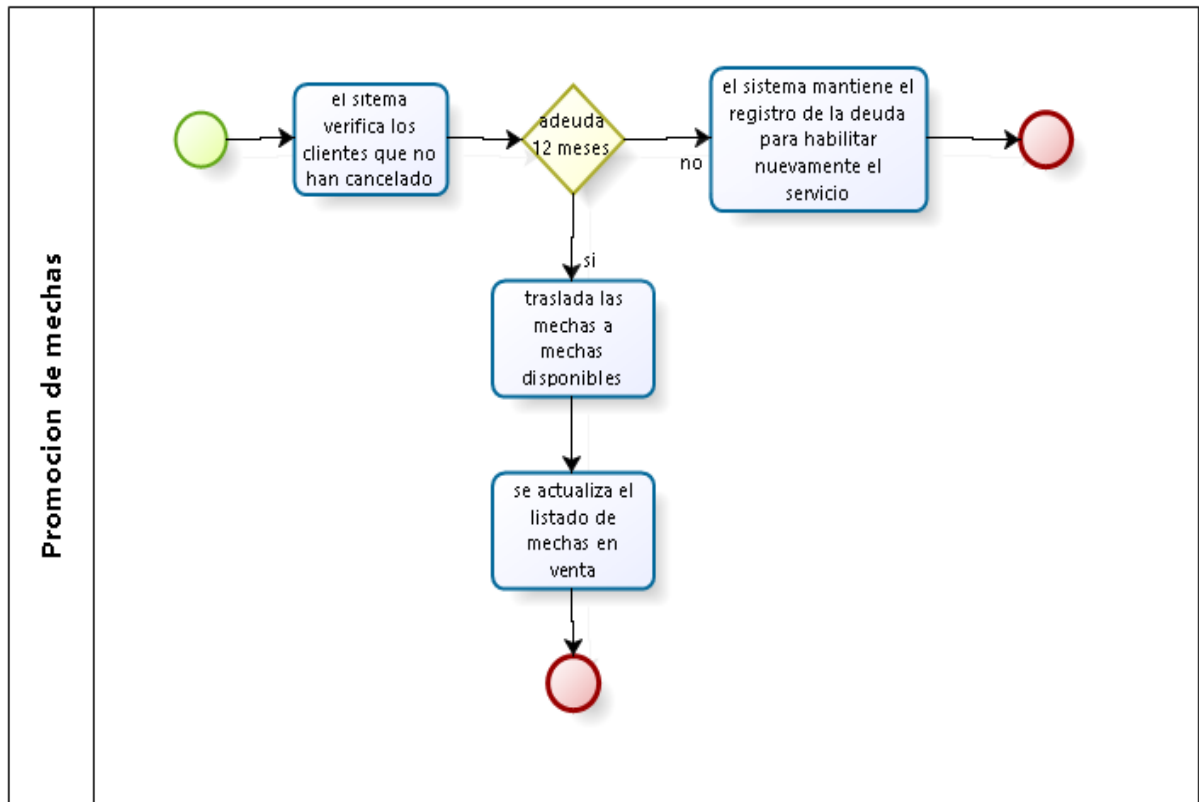 Promocion de mechas
el sitema
verifica los
clientes que no
han cancelado
adeuda
12 meses
no
el sistema mantiene el
registro de la deuda
para habilitar
nuevamente el
servicio
si
traslada las
mechas a
mechas
disponibles
se actualiza el
listado de
mechas en
venta